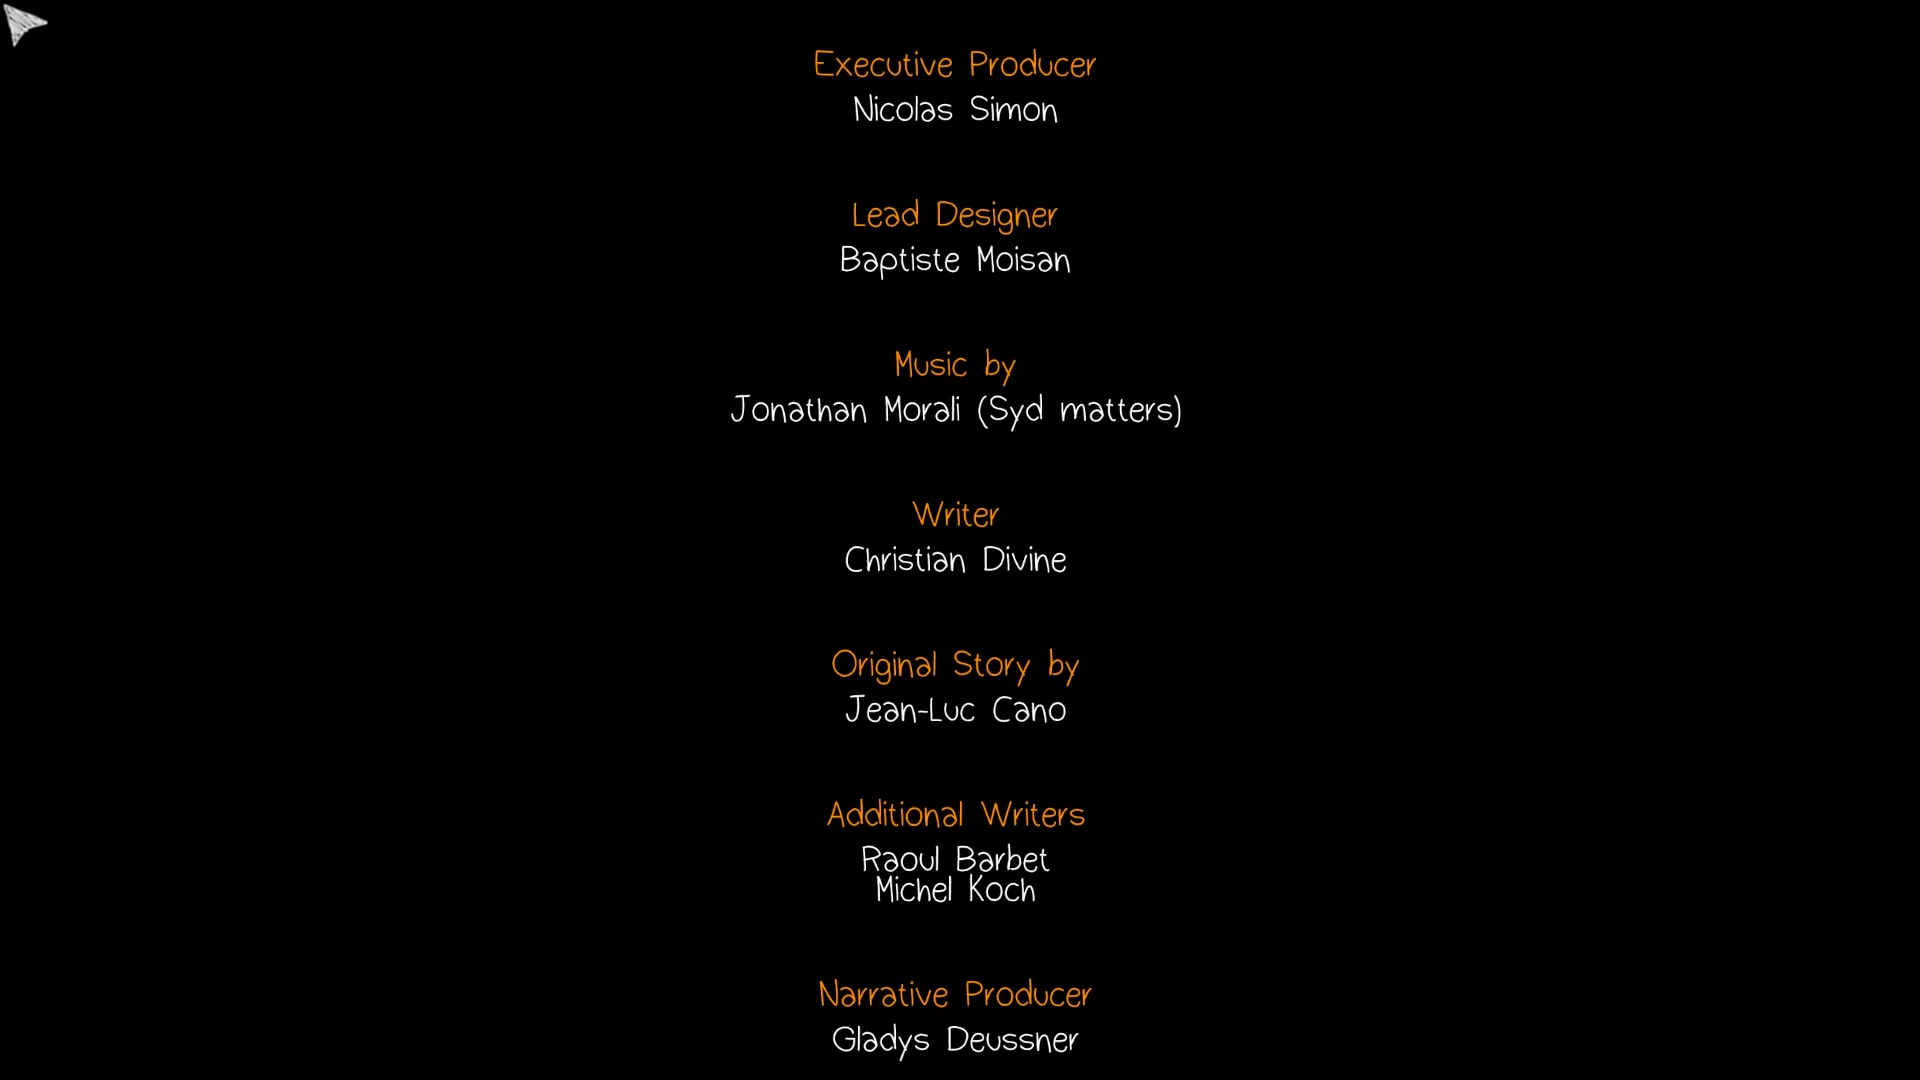 Executive Producer
Nicolas Simon
Lead Designer
Baptiste Moisan
Music by
Jonathan Morali (Syd matters)
Writer
Christian Divine
Original Story by
Jean-Luc Cano
Additional Writers
Raoul Barbet
Michel Koch
Narrative Producer
Gladys Deussner